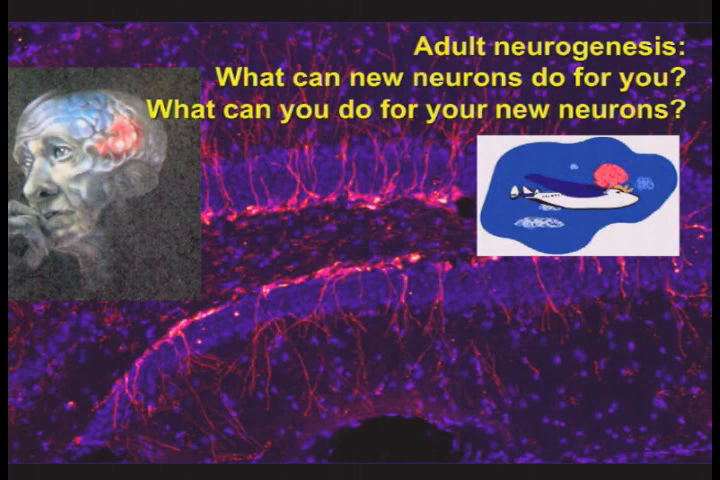 Adult neurogenesis:
What can new neurons do for you?
What can you do for your new neurons?